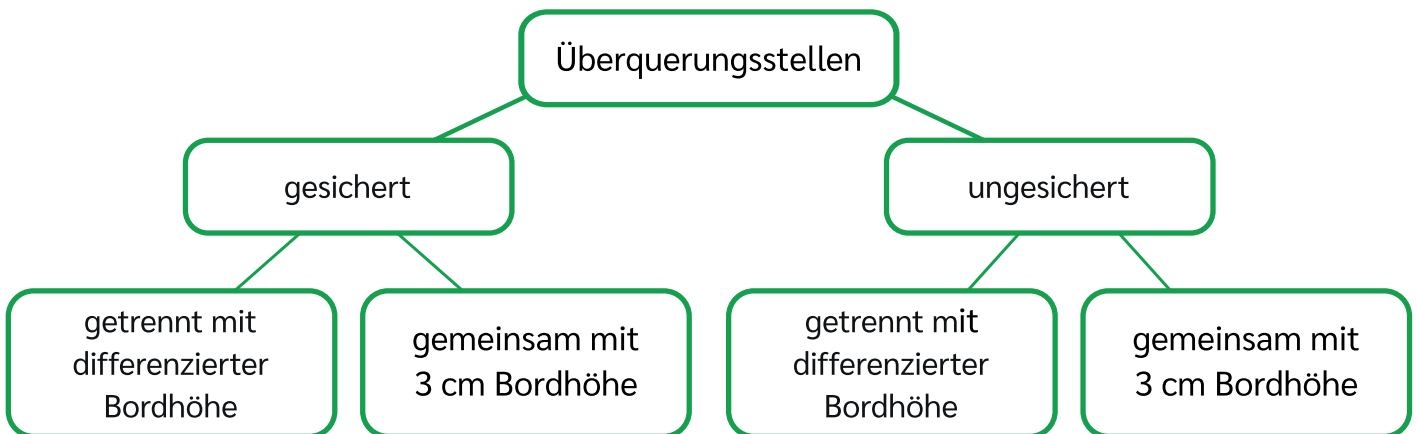 Überquerungsstellen
gesichert
ungesichert
getrennt mit
differenzierter
Bordhöhe
gemeinsam mit
3 cm Bordhöhe
getrennt mit
differenzierter
Bordhöhe
gemeinsam mit
3 cm Bordhöhe